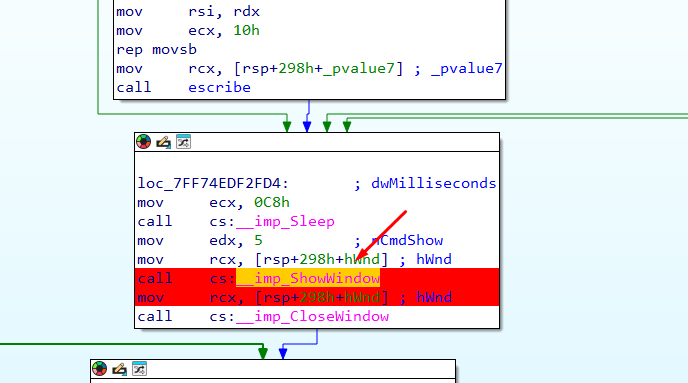 mov rsi, rdx
mov ecx, 10h
rep movsb
mov rcx, [rsp+298h+_pvalue7] ; _pvalue7
call escribe
loc_7FF74EDF2FD4: ; dwMilliseconds
mov ecx, 0C8h
call cs:__imp_Sleep
mov edx, 5 ; nCmdShow
mov rcx, [rsp+298h+hWnd] ; hWnd
call cs:__imp_ShowWindow
mov rcx, [rsp+298h+hWnd] ; hWnd
call cs:__imp_CloseWindow